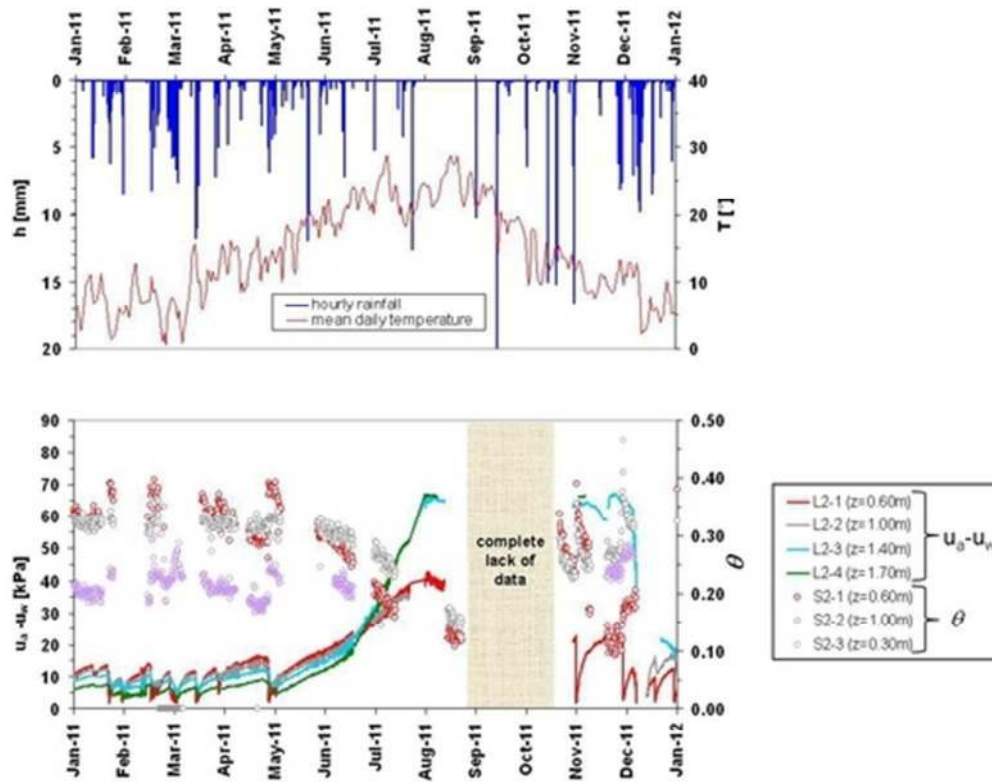 Jan-11 Feb-11 Mar-11 Apr-11 May-11 Jun-11 Jul-11 Aug-11 Sep-11 Oct-11 Nov-11 Dec-11 Jan-12
0 5 10 15 20
h [mm]
40 30 20 10 0
T [°]
hourly rainfall
mean daily temperature
90 80 70 60 50 40 30 20 10 0
uₐ -u_w [kPa]
0.50 0.40 0.30 0.20 0.10 0.00
θ
complete
lack of
data
Jan-11 Feb-11 Mar-11 Apr-11 May-11 Jun-11 Jul-11 Aug-11 Sep-11 Oct-11 Nov-11 Dec-11 Jan-12
L2-1 (z=0.60m)
L2-2 (z=1.00m)
L2-3 (z=1.40m)
L2-4 (z=1.70m)
uₐ-u_w
S2-1 (z=0.60m)
S2-2 (z=1.00m)
S2-3 (z=0.30m)
θ